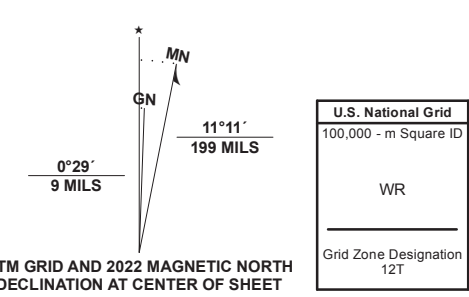 ★
MN
GN
11°11´
199 MILS
0°29´
9 MILS
TM GRID AND 2022 MAGNETIC NORTH
DECLINATION AT CENTER OF SHEET
U.S. National Grid
100,000 - m Square ID
WR
Grid Zone Designation
12T